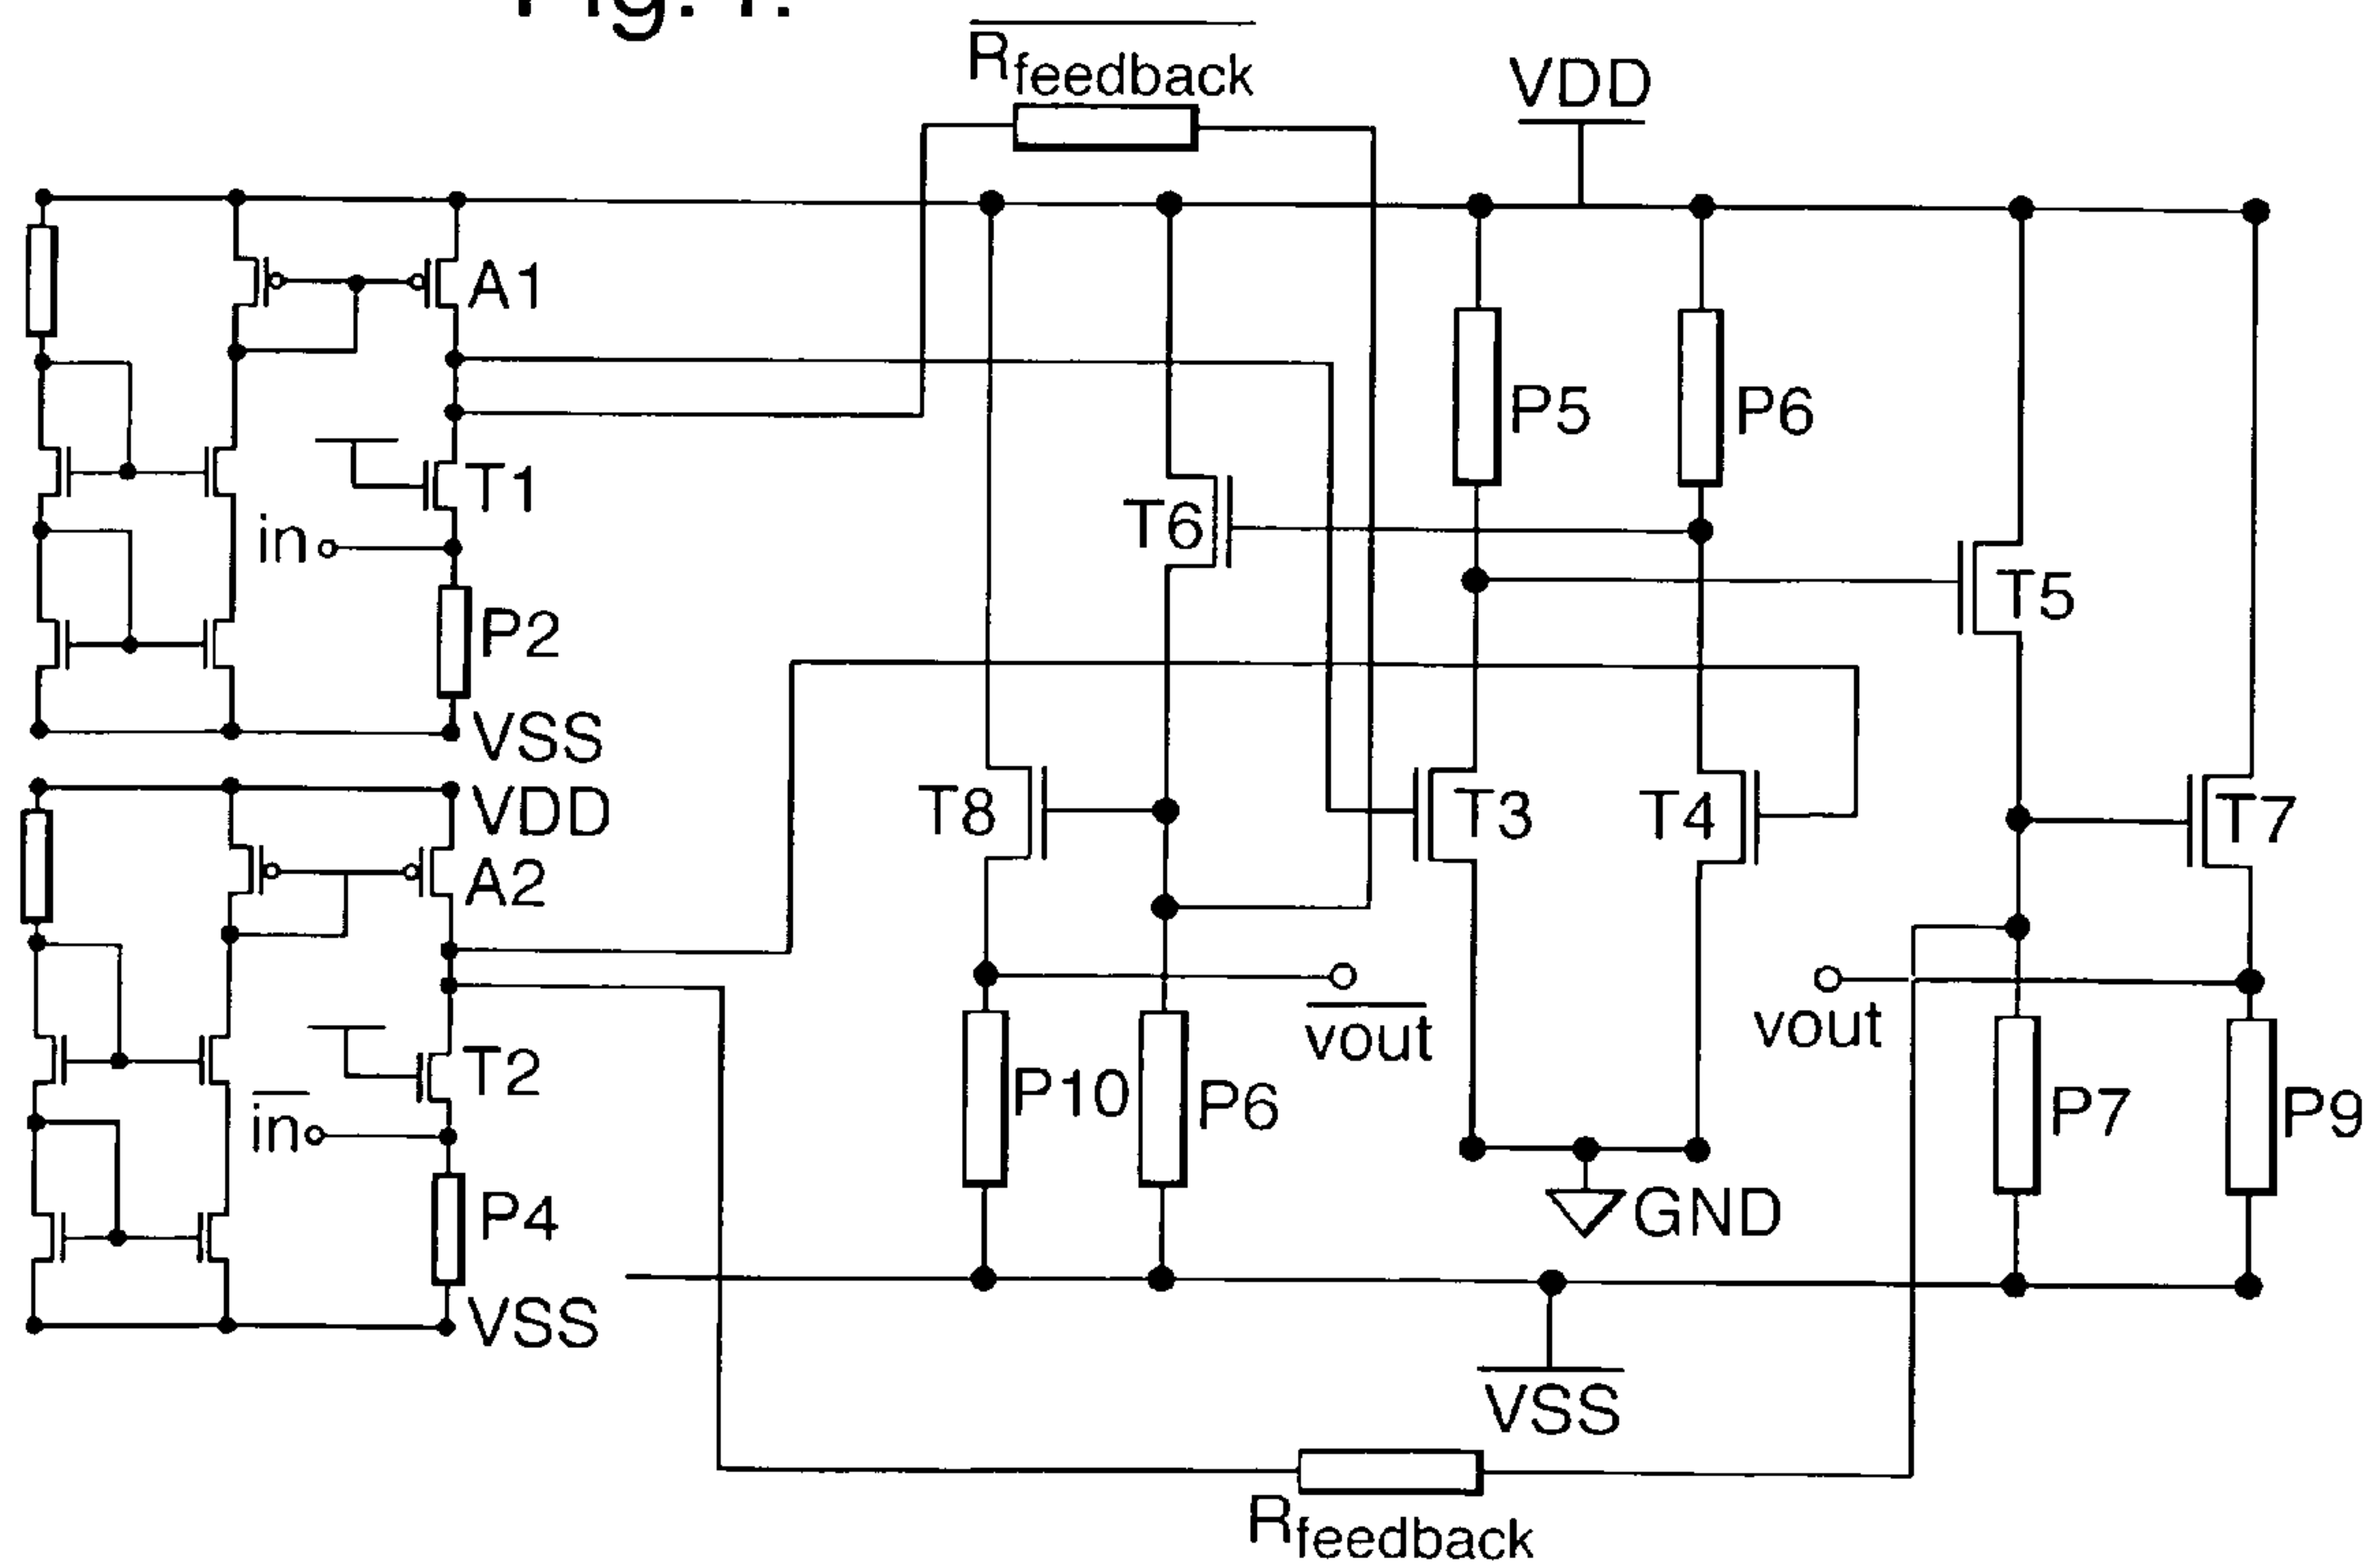 Fig.
Rfeedback
VDD
A1
P5
P6
T1
T6
in
T5
P2
VSS
VDD
T8
T3
T4
T7
A2
vout
vout
T2
P10
P6
P7
P9
in
P4
GND
VSS
VSS
Rfeedback